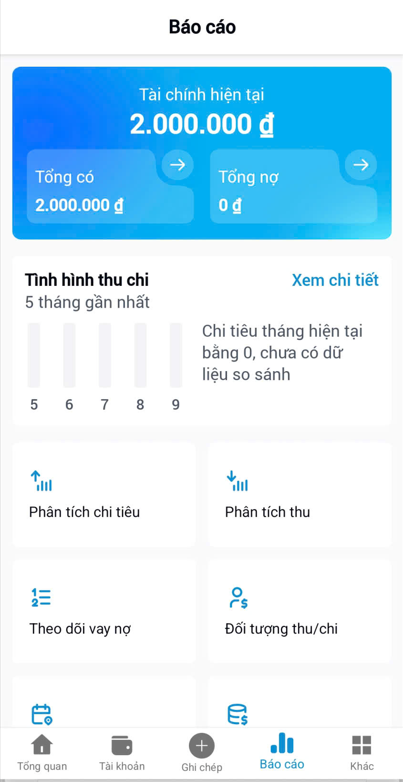 Báo cáo
Tài chính hiện tại
2.000.000 ₫
Tổng có
2.000.000 ₫
Tổng nợ
0 ₫
Tình hình thu chi
Xem chi tiết
5 tháng gần nhất
Chi tiêu tháng hiện tại
bằng 0, chưa có dữ
liệu so sánh
5 6 7 8 9
Phân tích chi tiêu
Phân tích thu
Theo dõi vay nợ
Đối tượng thu/chi
Tổng quan
Tài khoản
Ghi chép
Báo cáo
Khác